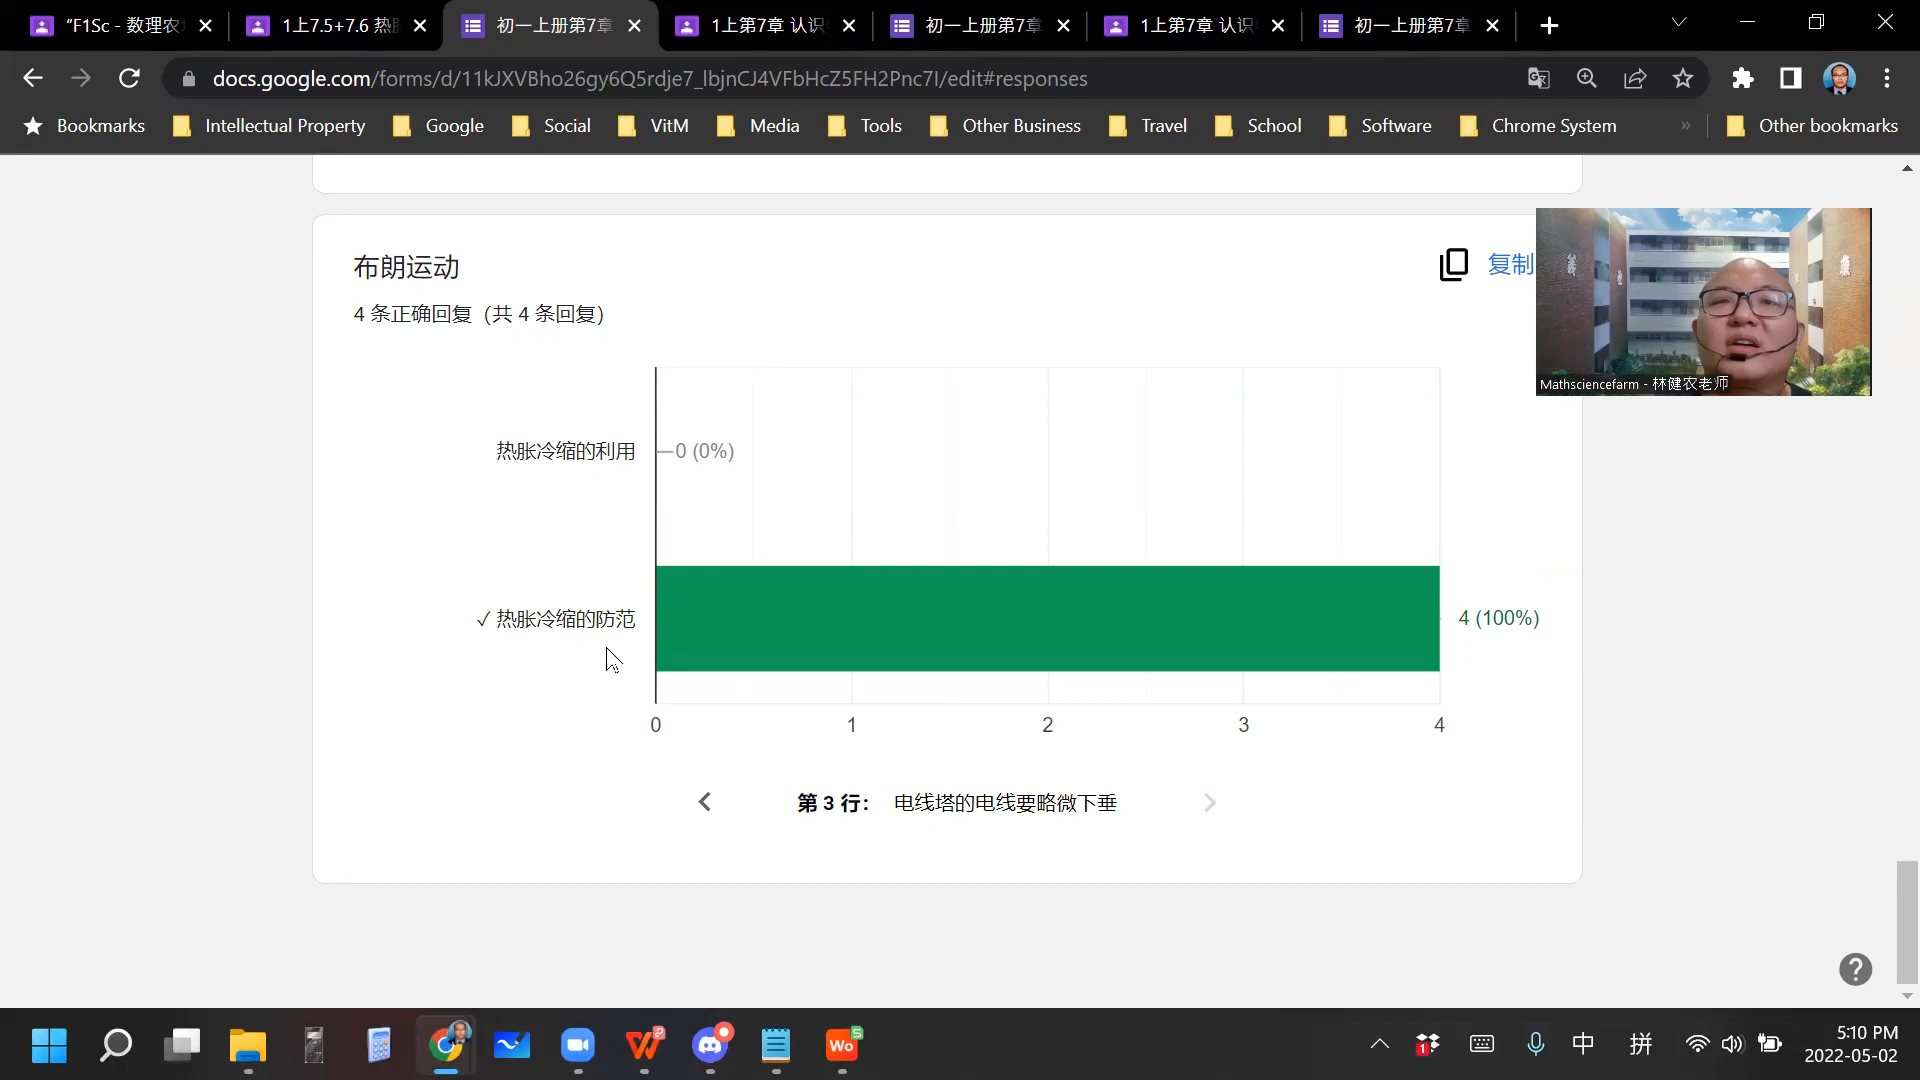 "F1Sc - 数理农
1上7.5+7.6 热
初一上册第7章
1上第7章 认识
初一上册第7章
1上第7章 认识
初一上册第7章
docs.google.com/forms/d/11kJXVBho26gy6Q5rdje7_lbjnCJ4VFbHcZ5FH2Pnc7I/edit#responses
Bookmarks
Intellectual Property
Google
Social
VitM
Media
Tools
Other Business
Travel
School
Software
Chrome System
»
Other bookmarks
布朗运动
复制
4 条正确回复 (共 4 条回复)
Mathsciencefarm - 林健农老师
热胀冷缩的利用
0 (0%)
✓ 热胀冷缩的防范
4 (100%)
0 1 2 3 4
第 3 行： 电线塔的电线要略微下垂
?
Wo
S
1
中
拼
5:10 PM
2022-05-02